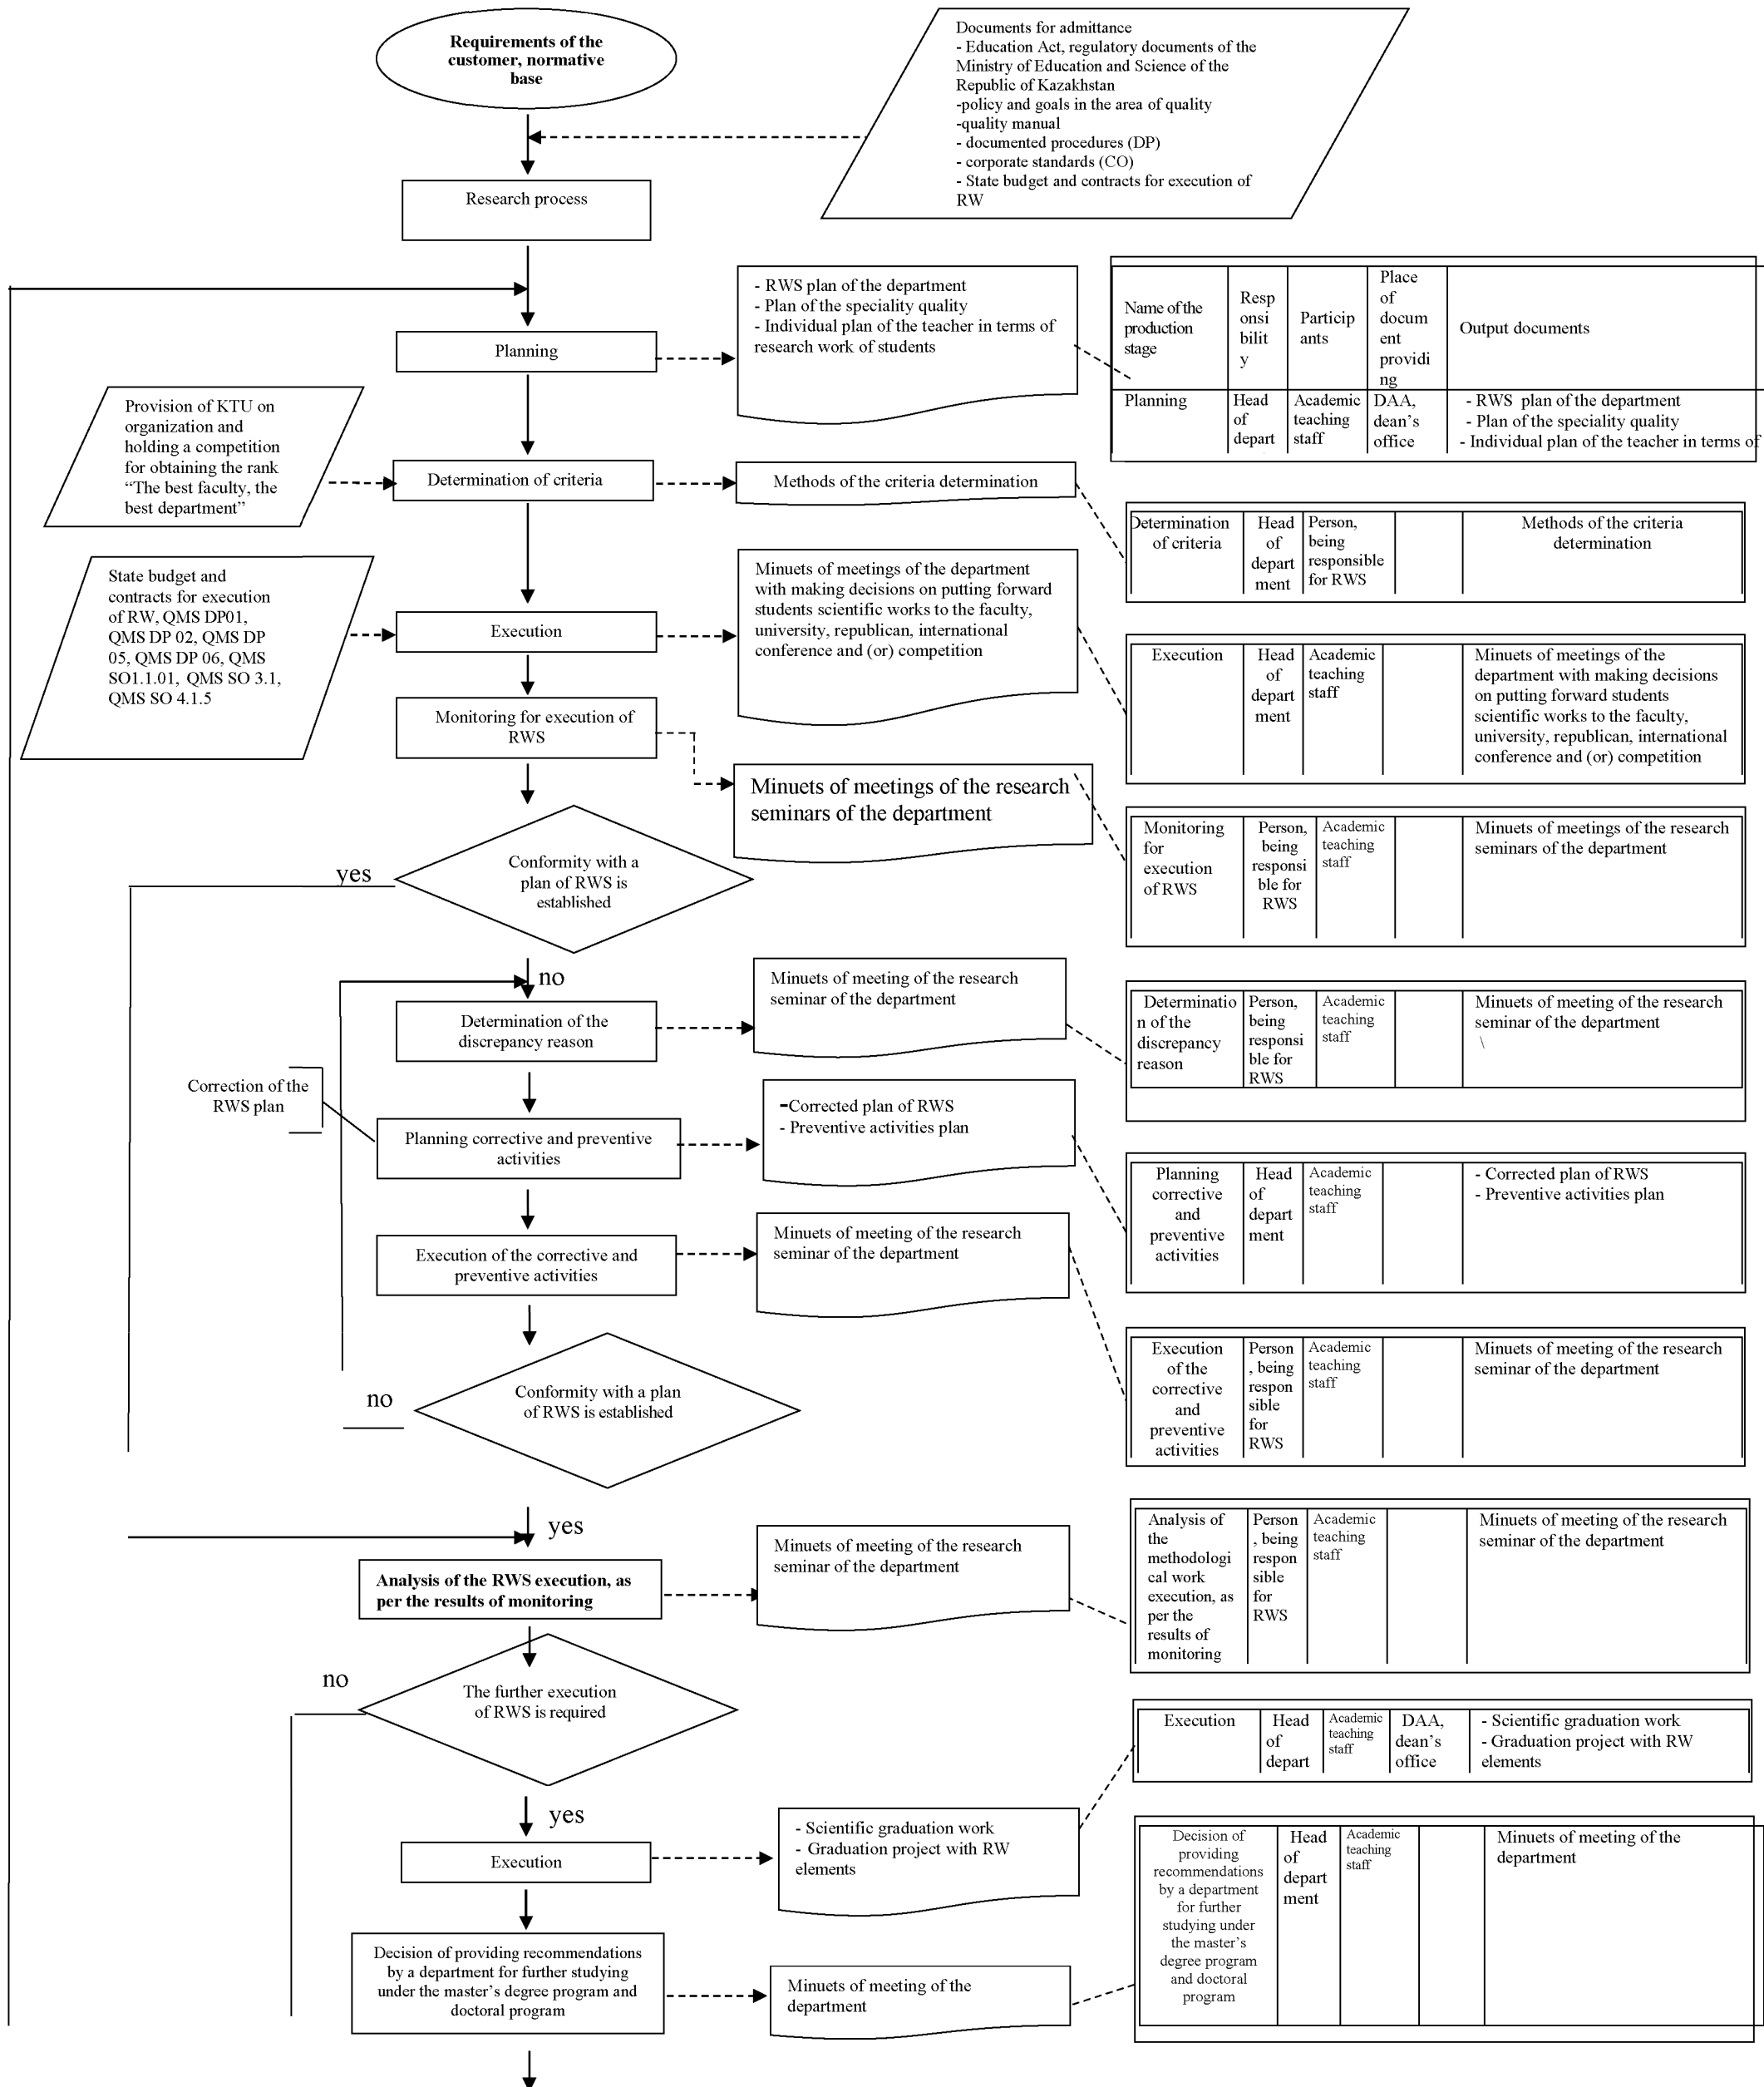 Requirements of the
customer, normative
base
Documents for admittance
- Education Act, regulatory documents of the
Ministry of Education and Science of the
Republic of Kazakhstan
-policy and goals in the area of quality
-quality manual
- documented procedures (DP)
- corporate standards (CO)
- State budget and contracts for execution of
RW
Research process
- RWS plan of the department
- Plan of the speciality quality
- Individual plan of the teacher in terms of
research work of students
Planning
Name of the
production
stage
Resp
onsi
bilit
y
Particip
ants
Place
of
docum
ent
providi
ng
Output documents
Planning
Head
of
depart
Academic
teaching
staff
DAA,
dean's
office
- RWS plan of the department
- Plan of the speciality quality
- Individual plan of the teacher in terms of
Provision of KTU on
organization and
holding a competition
for obtaining the rank
“The best faculty, the
best department”
Determination of criteria
Methods of the criteria determination
Determination
of criteria
Head
of
depart
ment
Person,
being
responsible
for RWS
Methods of the criteria
determination
State budget and
contracts for execution
of RW, QMS DP01,
QMS DP 02, QMS DP
05, QMS DP 06, QMS
SO1.1.01, QMS SO 3.1,
QMS SO 4.1.5
Execution
Minuets of meetings of the department
with making decisions on putting forward
students scientific works to the faculty,
university, republican, international
conference and (or) competition
Execution
Head
of
depart
ment
Academic
teaching
staff
Minuets of meetings of the
department with making decisions
on putting forward students
scientific works to the faculty,
university, republican, international
conference and (or) competition
Monitoring for execution of
RWS
Minuets of meetings of the research
seminars of the department
Monitoring
for
execution
of RWS
Person,
being
responsi
ble for
RWS
Academic
teaching
staff
Minuets of meetings of the research
seminars of the department
Conformity with a
plan of RWS is
established
yes
no
Determination of the
discrepancy reason
Minuets of meeting of the research
seminar of the department
Determinatio
n of the
discrepancy
reason
Person,
being
responsi
ble for
RWS
Academic
teaching
staff
Minuets of meeting of the research
seminar of the department
\
Correction of the
RWS plan
Planning corrective and preventive
activities
-Corrected plan of RWS
- Preventive activities plan
Planning
corrective
and
preventive
activities
Head
of
depart
ment
Academic
teaching
staff
- Corrected plan of RWS
- Preventive activities plan
Execution of the corrective and
preventive activities
Minuets of meeting of the research
seminar of the department
Execution
of the
corrective
and
preventive
activities
Person
, being
respon
sible
for
RWS
Academic
teaching
staff
Minuets of meeting of the research
seminar of the department
Conformity with a plan
of RWS is established
no
yes
Analysis of the RWS execution, as
per the results of monitoring
Minuets of meeting of the research
seminar of the department
Analysis of
the
methodologi
cal work
execution, as
per the
results of
monitoring
Person
, being
respon
sible
for
RWS
Academic
teaching
staff
Minuets of meeting of the research
seminar of the department
The further execution
of RWS is required
no
yes
Execution
- Scientific graduation work
- Graduation project with RW
elements
Execution
Head
of
depart
Academic
teaching
staff
DAA,
dean's
office
- Scientific graduation work
- Graduation project with RW
elements
Decision of providing recommendations
by a department for further studying
under the master’s degree program and
doctoral program
Minuets of meeting of the
department
Decision of
providing
recommendations
by a department
for further
studying under
the master’s
degree program
and doctoral
program
Head
of
depart
ment
Academic
teaching
staff
Minuets of meeting of the
department